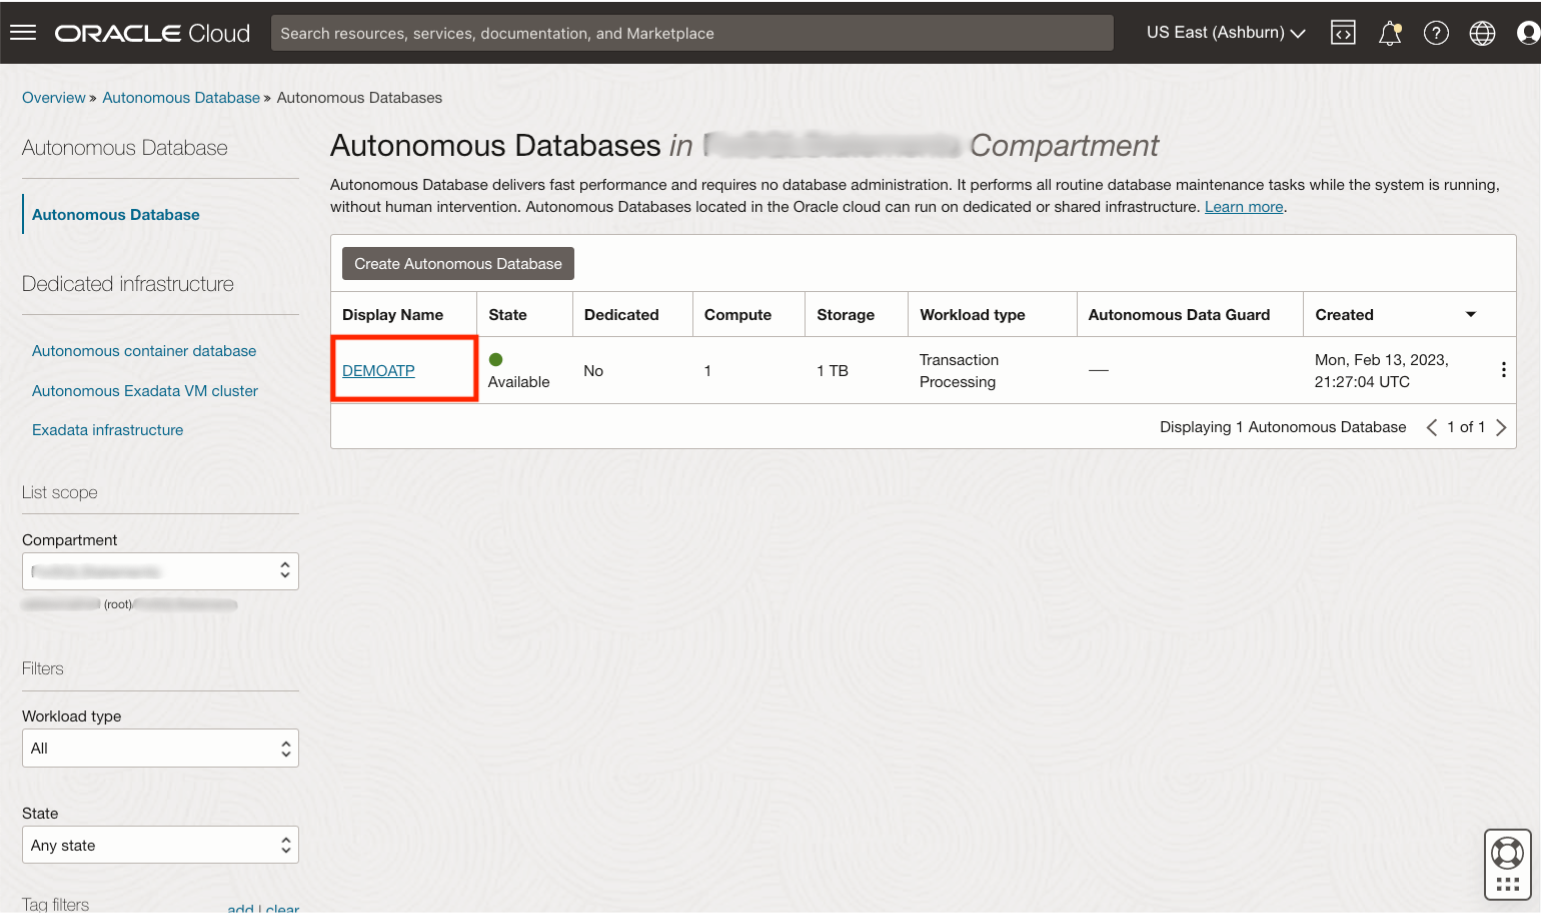 ORACLE Cloud
Search resources, services, documentation, and Marketplace
US East (Ashburn)
Overview » Autonomous Database » Autonomous Databases
Autonomous Database
Autonomous Database
Dedicated infrastructure
Autonomous container database
Autonomous Exadata VM cluster
Exadata infrastructure
List scope
Compartment
(root)
Filters
Workload type
All
State
Any state
Tag filters
add | clear
Autonomous Databases in Compartment
Autonomous Database delivers fast performance and requires no database administration. It performs all routine database maintenance tasks while the system is running,
without human intervention. Autonomous Databases located in the Oracle cloud can run on dedicated or shared infrastructure. Learn more.
Create Autonomous Database
Display Name State Dedicated Compute Storage Workload type Autonomous Data Guard Created
DEMOATP Available No 1 1 TB Transaction Processing — Mon, Feb 13, 2023, 21:27:04 UTC
Displaying 1 Autonomous Database < 1 of 1 >